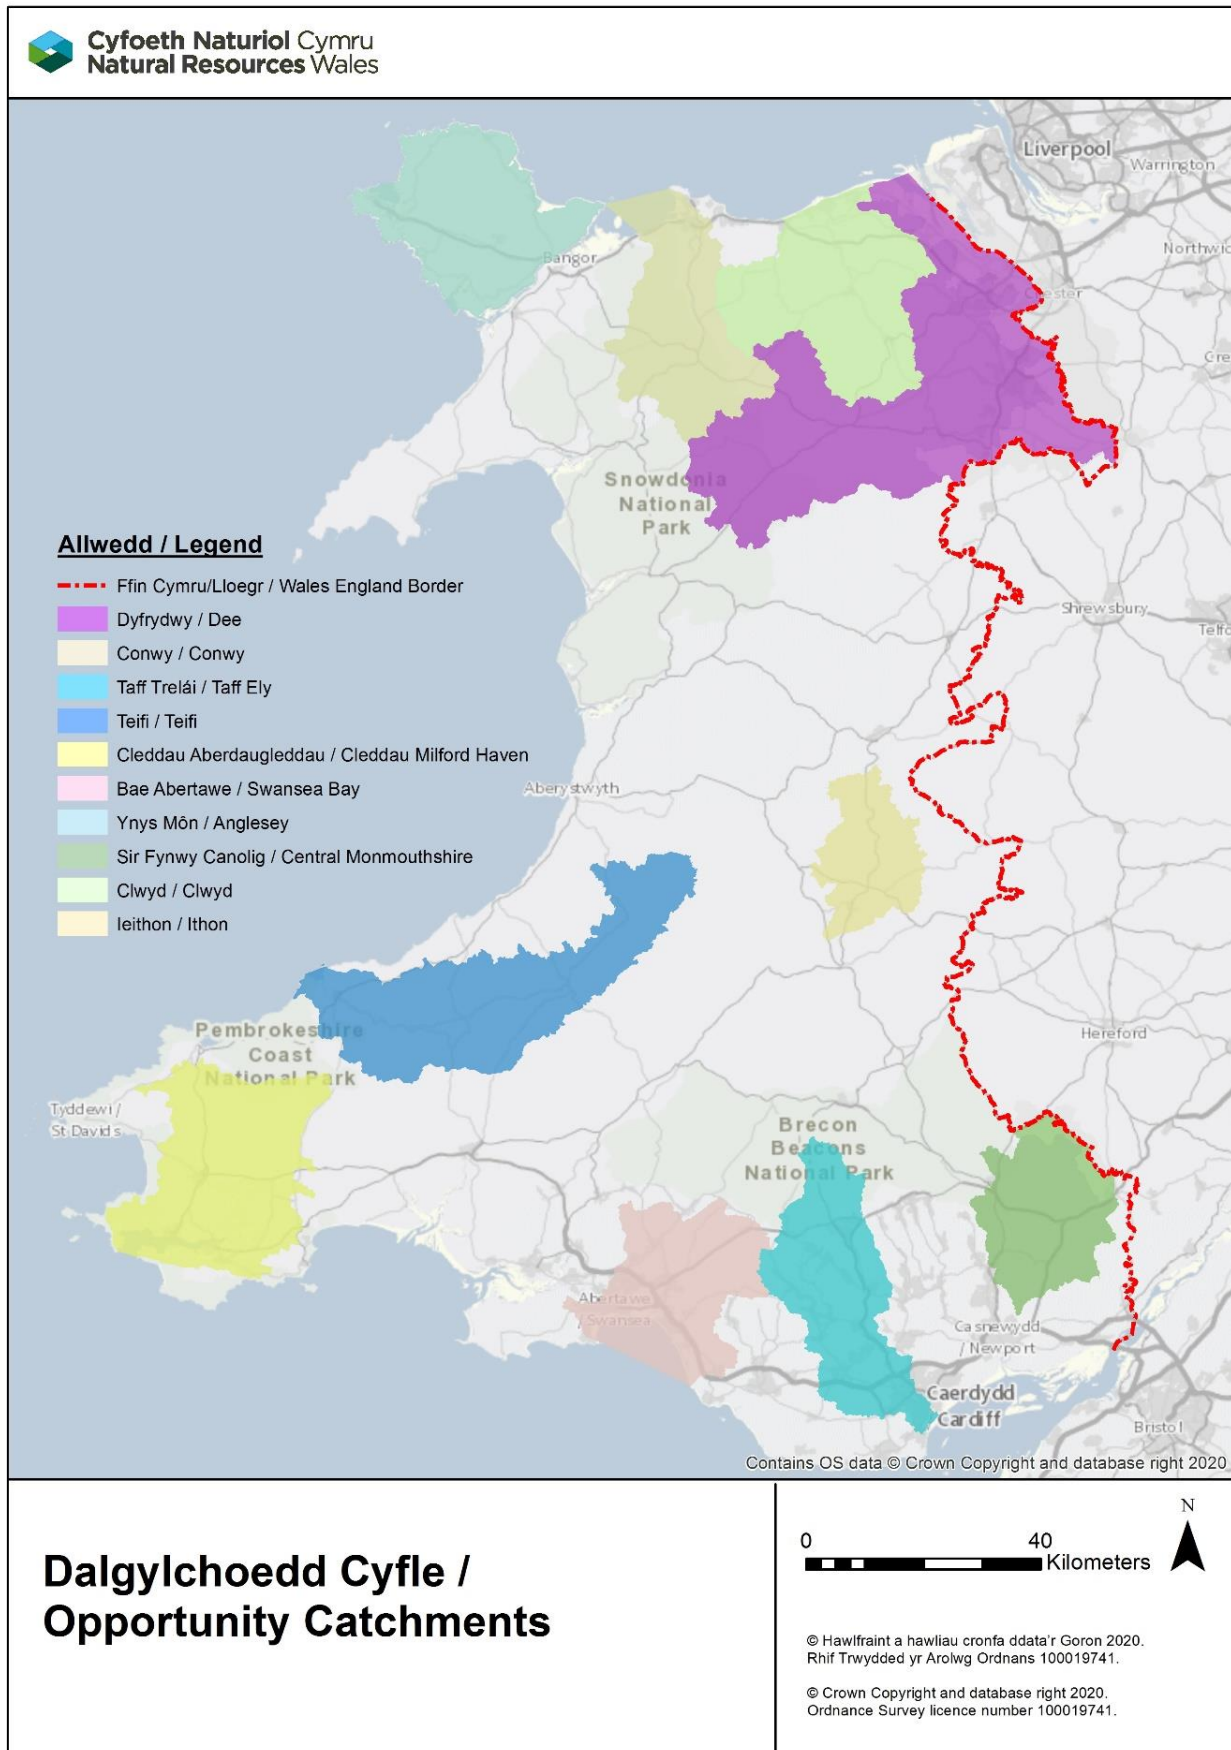 Cyfoeth Naturiol Cymru
Natural Resources Wales
Liverpool
Warrington
Northwic
Bangor
Chester
Cre
Snowdonia
National
Park
Allwedd / Legend
Ffin Cymru/Lloegr / Wales England Border
Dyfrydwy / Dee
Conwy / Conwy
Taff Trelái / Taff Ely
Teifi / Teifi
Cleddau Aberdaugleddau / Cleddau Milford Haven
Bae Abertawe / Swansea Bay
Ynys Môn / Anglesey
Sir Fynwy Canolig / Central Monmouthshire
Clwyd / Clwyd
Ieithon / Ithon
Shrewsbury
Telfo
Aberystwyth
Pembrokeshire
Coast
National Park
Hereford
Tyddewi /
St Davids
Brecon
Beacons
National Park
Abertawe
/ Swansea
Casnewydd
/ Newport
Caerdydd
Cardiff
Bristol
Contains OS data © Crown Copyright and database right 2020
Dalgylchoedd Cyfle /
Opportunity Catchments
0 40
Kilometers
N
© Hawlfraint a hawliau cronfa ddata'r Goron 2020.
Rhif Trwydded yr Arolwg Ordnans 100019741.
© Crown Copyright and database right 2020.
Ordnance Survey licence number 100019741.